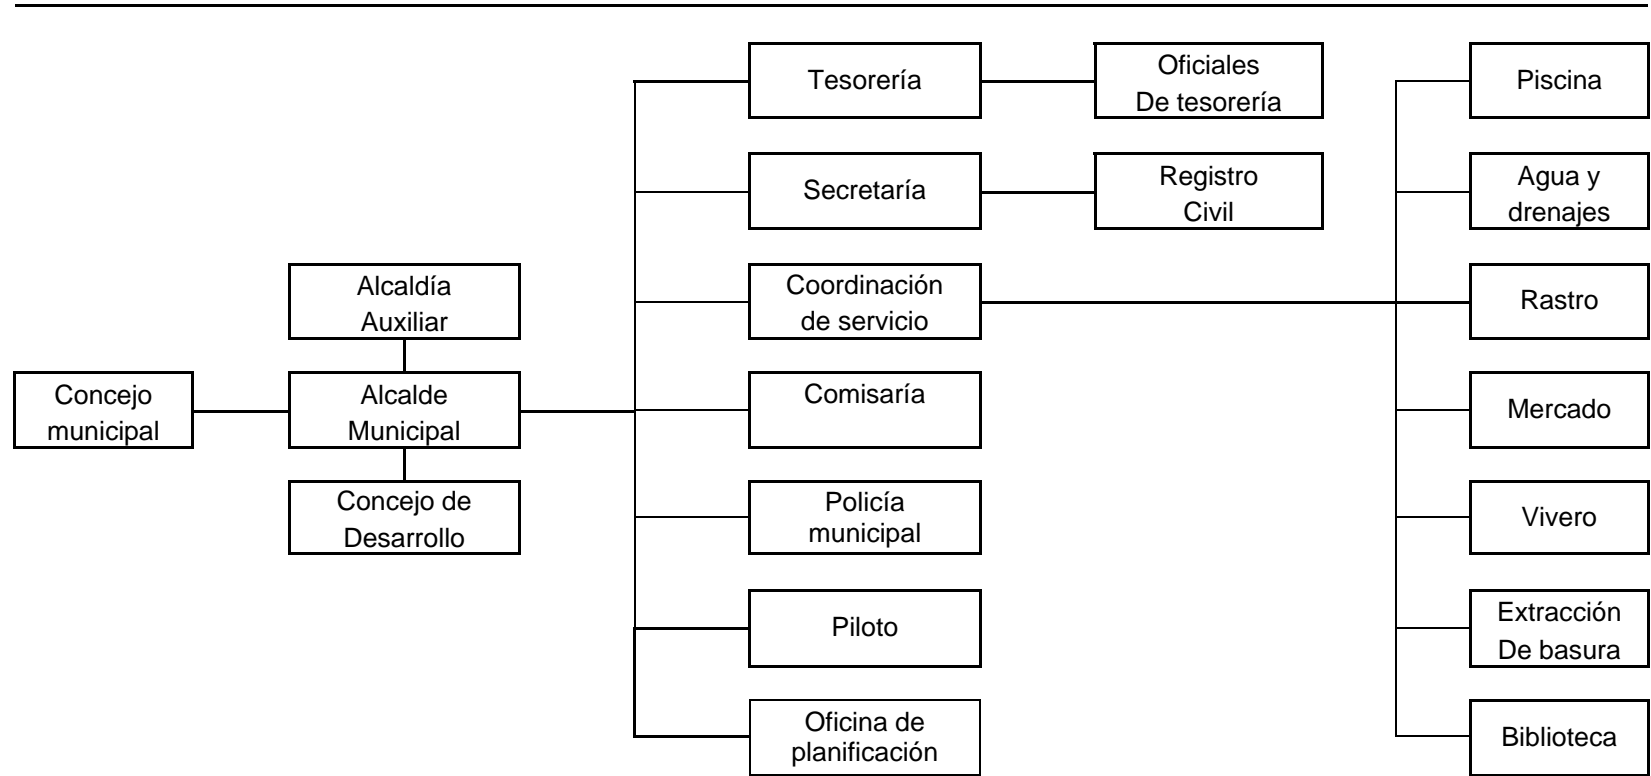 Tesorería
Oficiales
De tesorería
Piscina
Secretaría
Registro
Civil
Agua y
drenajes
Alcaldía
Auxiliar
Coordinación
de servicio
Rastro
Concejo
municipal
Alcalde
Municipal
Comisaría
Mercado
Concejo de
Desarrollo
Policía
municipal
Vivero
Piloto
Extracción
De basura
Oficina de
planificación
Biblioteca